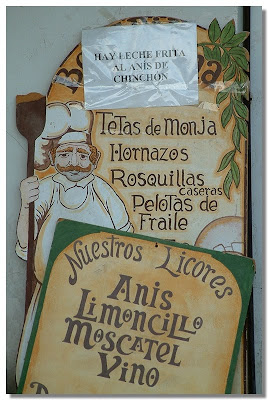 HAY LECHE FRITA
AL ANÍS DE
CHINCHÓN
Tetas de monja
Hornazos
Rosquillas
caseras
Pelotas de
Fraile
Nuestros Licores
Anis
Limoncillo
Moscatel
Vino